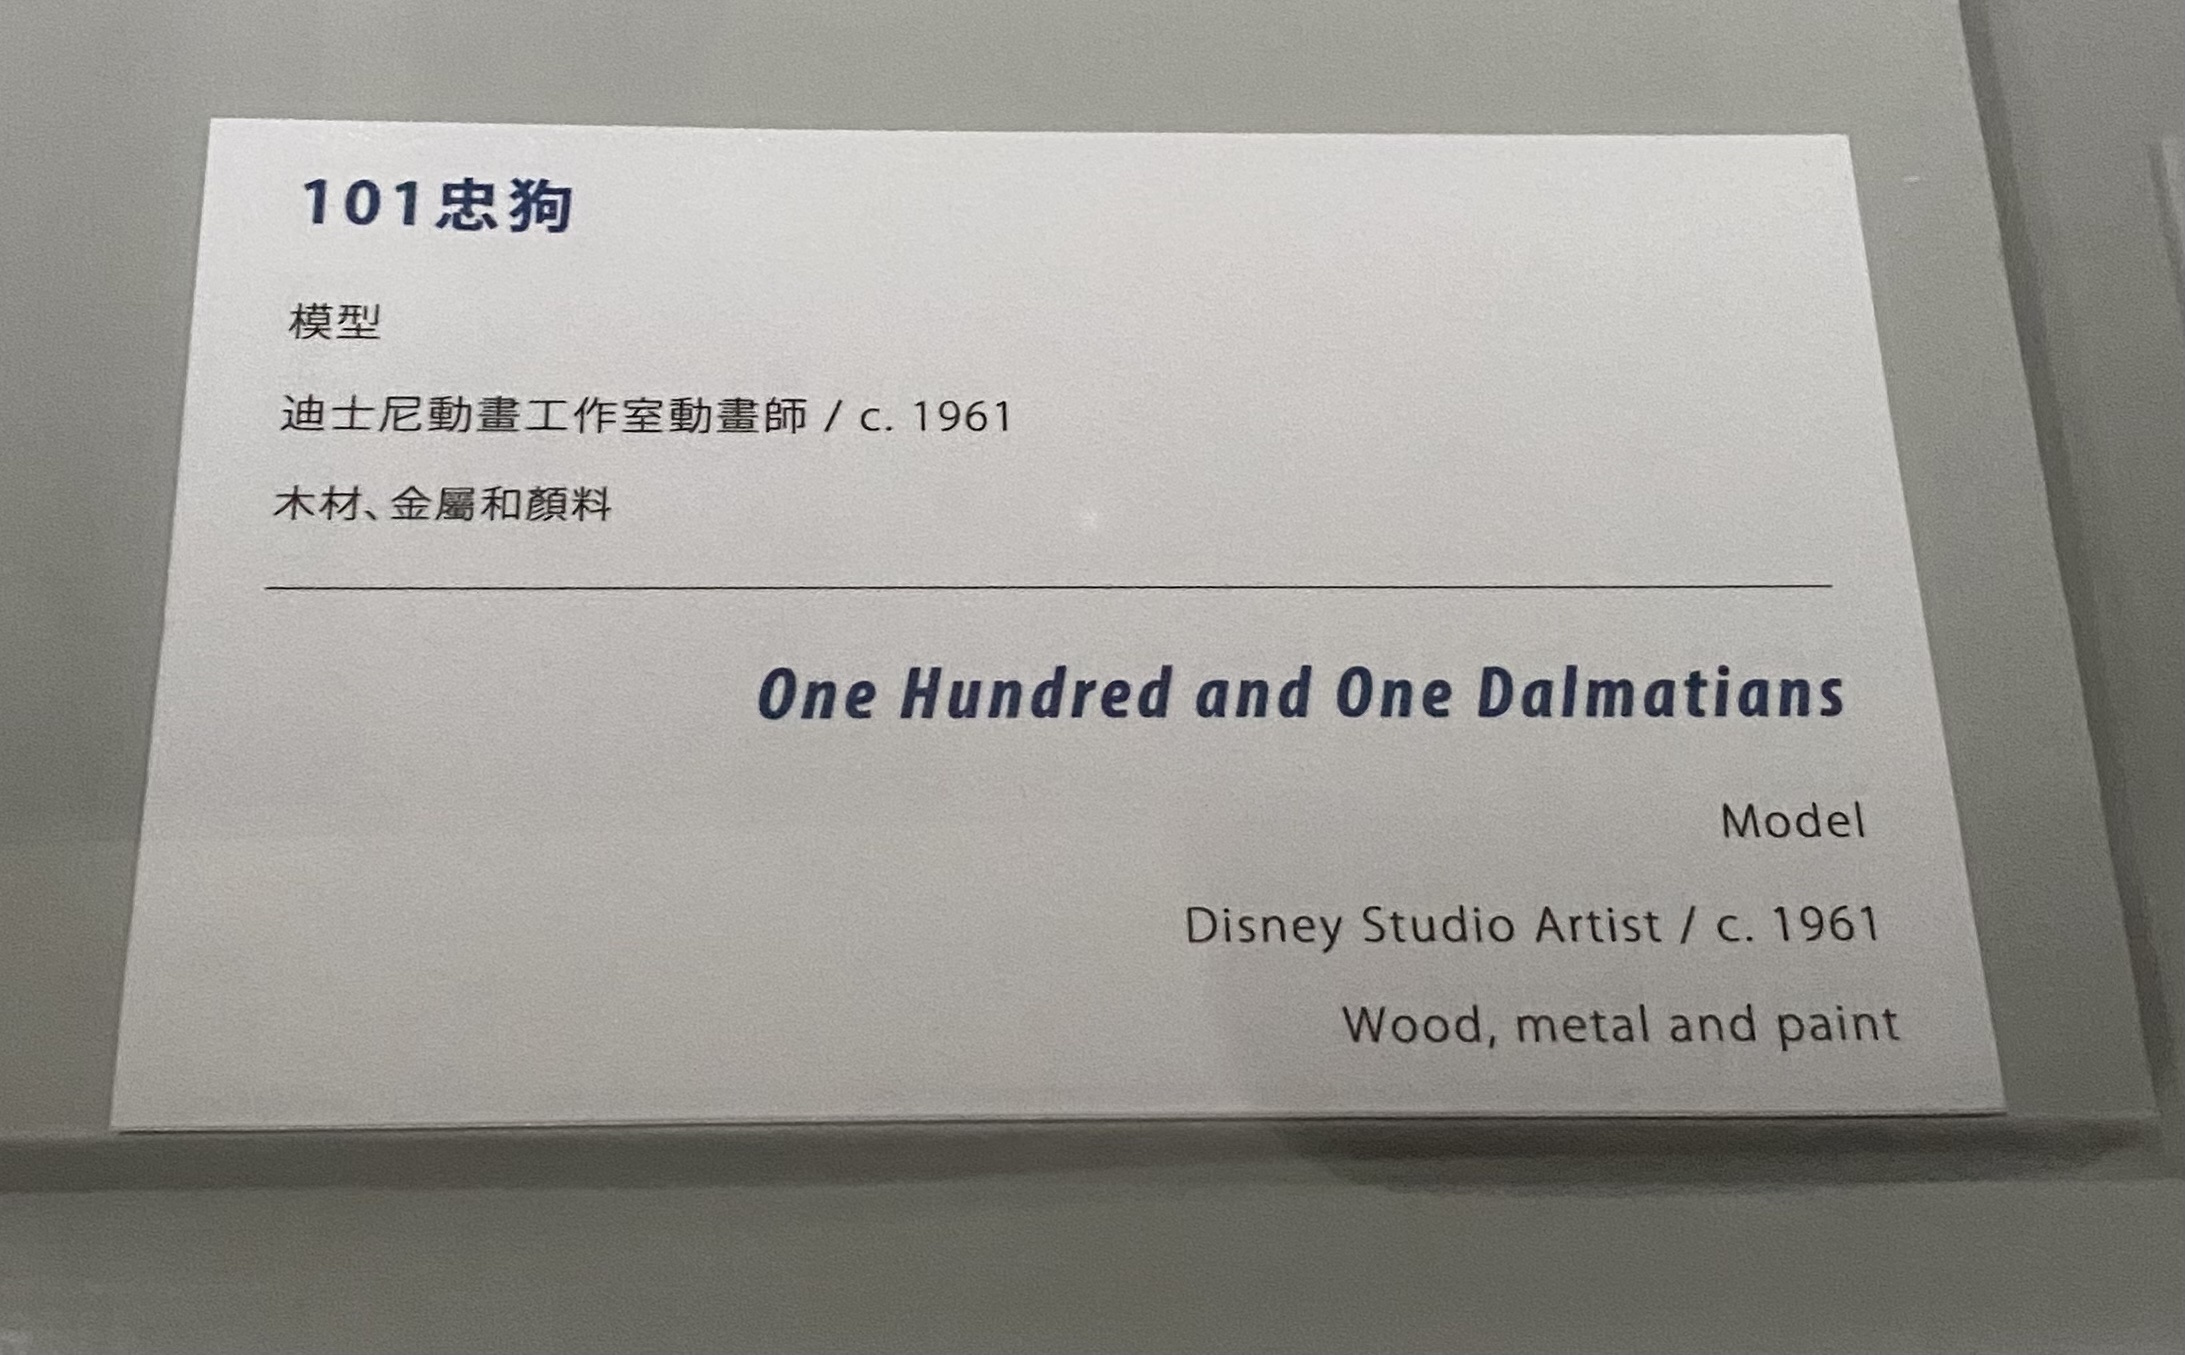 101忠狗
模型
迪士尼動畫工作室動畫師 / c. 1961
木材、金屬和顏料
One Hundred and One Dalmatians
Model
Disney Studio Artist / c. 1961
Wood, metal and paint